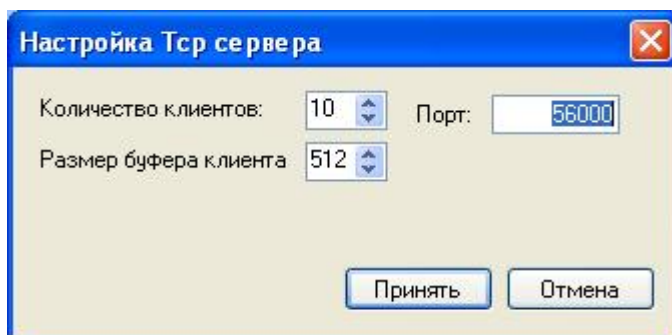 Настройка Tcp сервера
Количество клиентов: 10 Порт: 56000
Размер буфера клиента 512
Принять Отмена